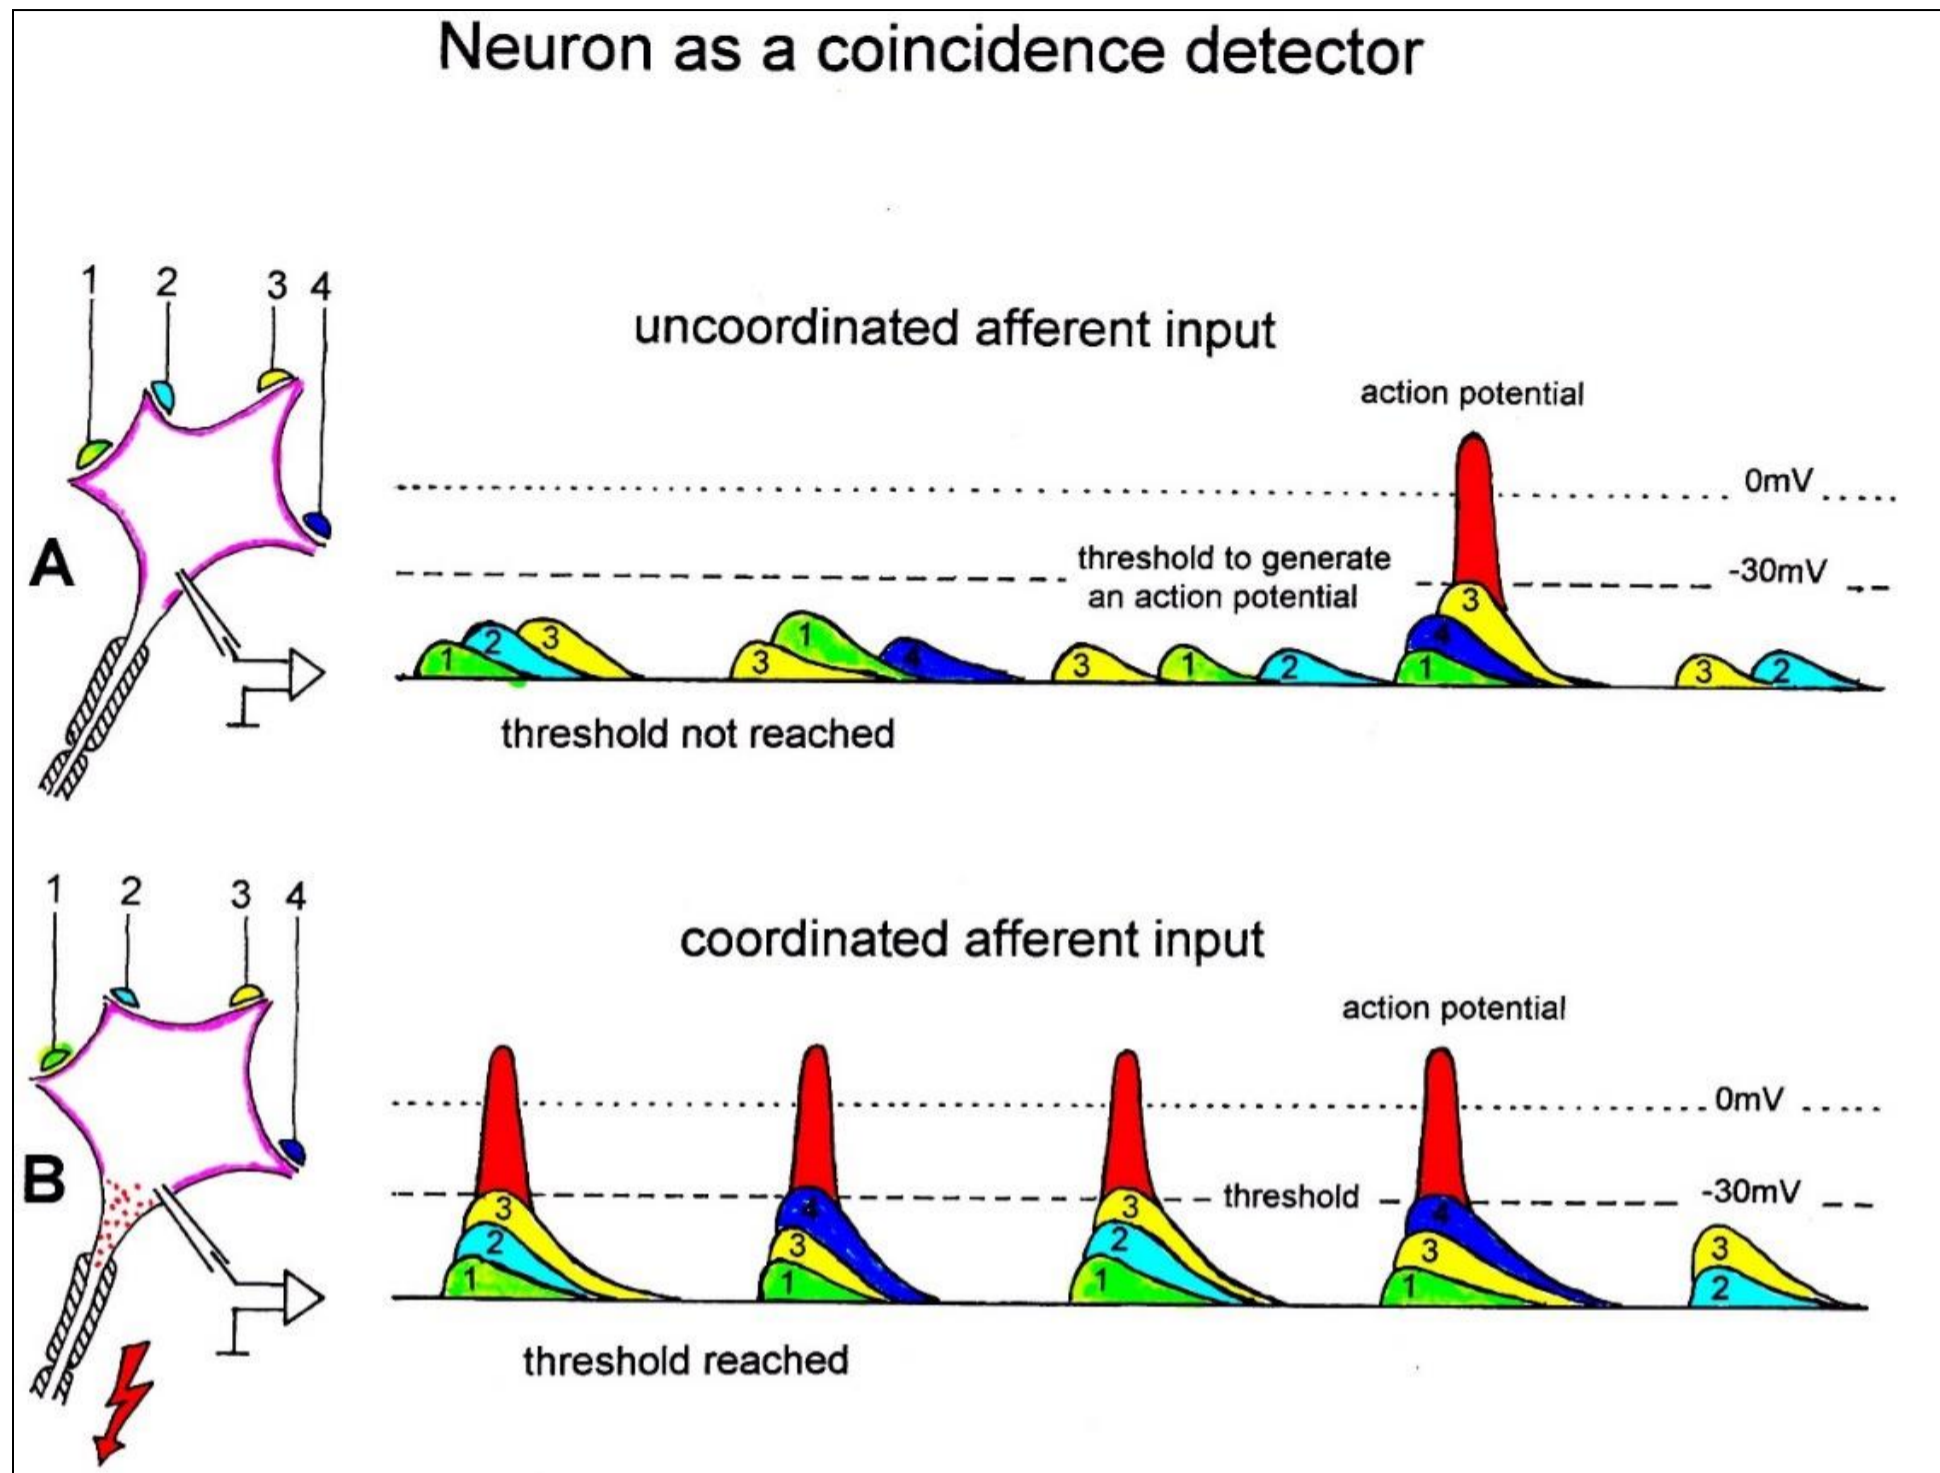 Neuron as a coincidence detector
1 2 3 4
uncoordinated afferent input
action potential
0mV
A
threshold to generate
an action potential
-30mV
1 2 3
3 1 4
3 1 2
3
4
1
3 2
threshold not reached
1 2 3 4
coordinated afferent input
action potential
0mV
B
threshold
-30mV
3
2
1
4
3
1
3
2
1
4
3
1
3
2
threshold reached